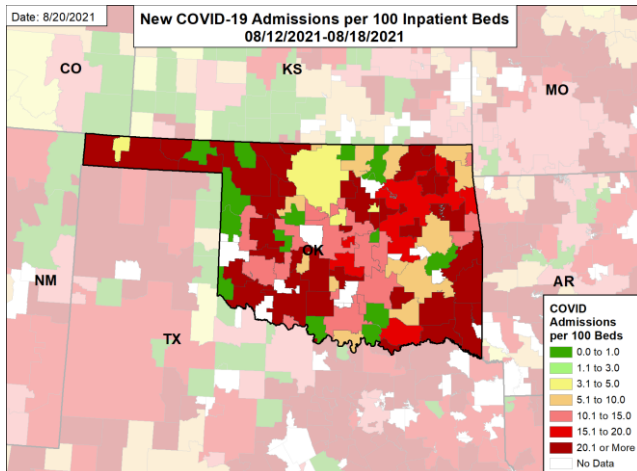 Date: 8/20/2021
New COVID-19 Admissions per 100 Inpatient Beds
08/12/2021-08/18/2021
CO
KS
MO
OK
NM
AR
TX
COVID
Admissions
per 100 Beds
0.0 to 1.0
1.1 to 3.0
3.1 to 5.0
5.1 to 10.0
10.1 to 15.0
15.1 to 20.0
20.1 or More
No Data